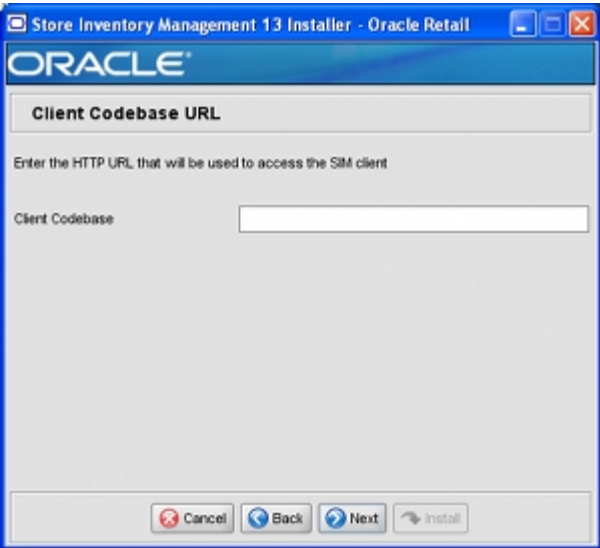 Store Inventory Management 13 Installer - Oracle Retail
ORACLE®
Client Codebase URL
Enter the HTTP URL that will be used to access the SIM client
Client Codebase
Cancel Back Next Install